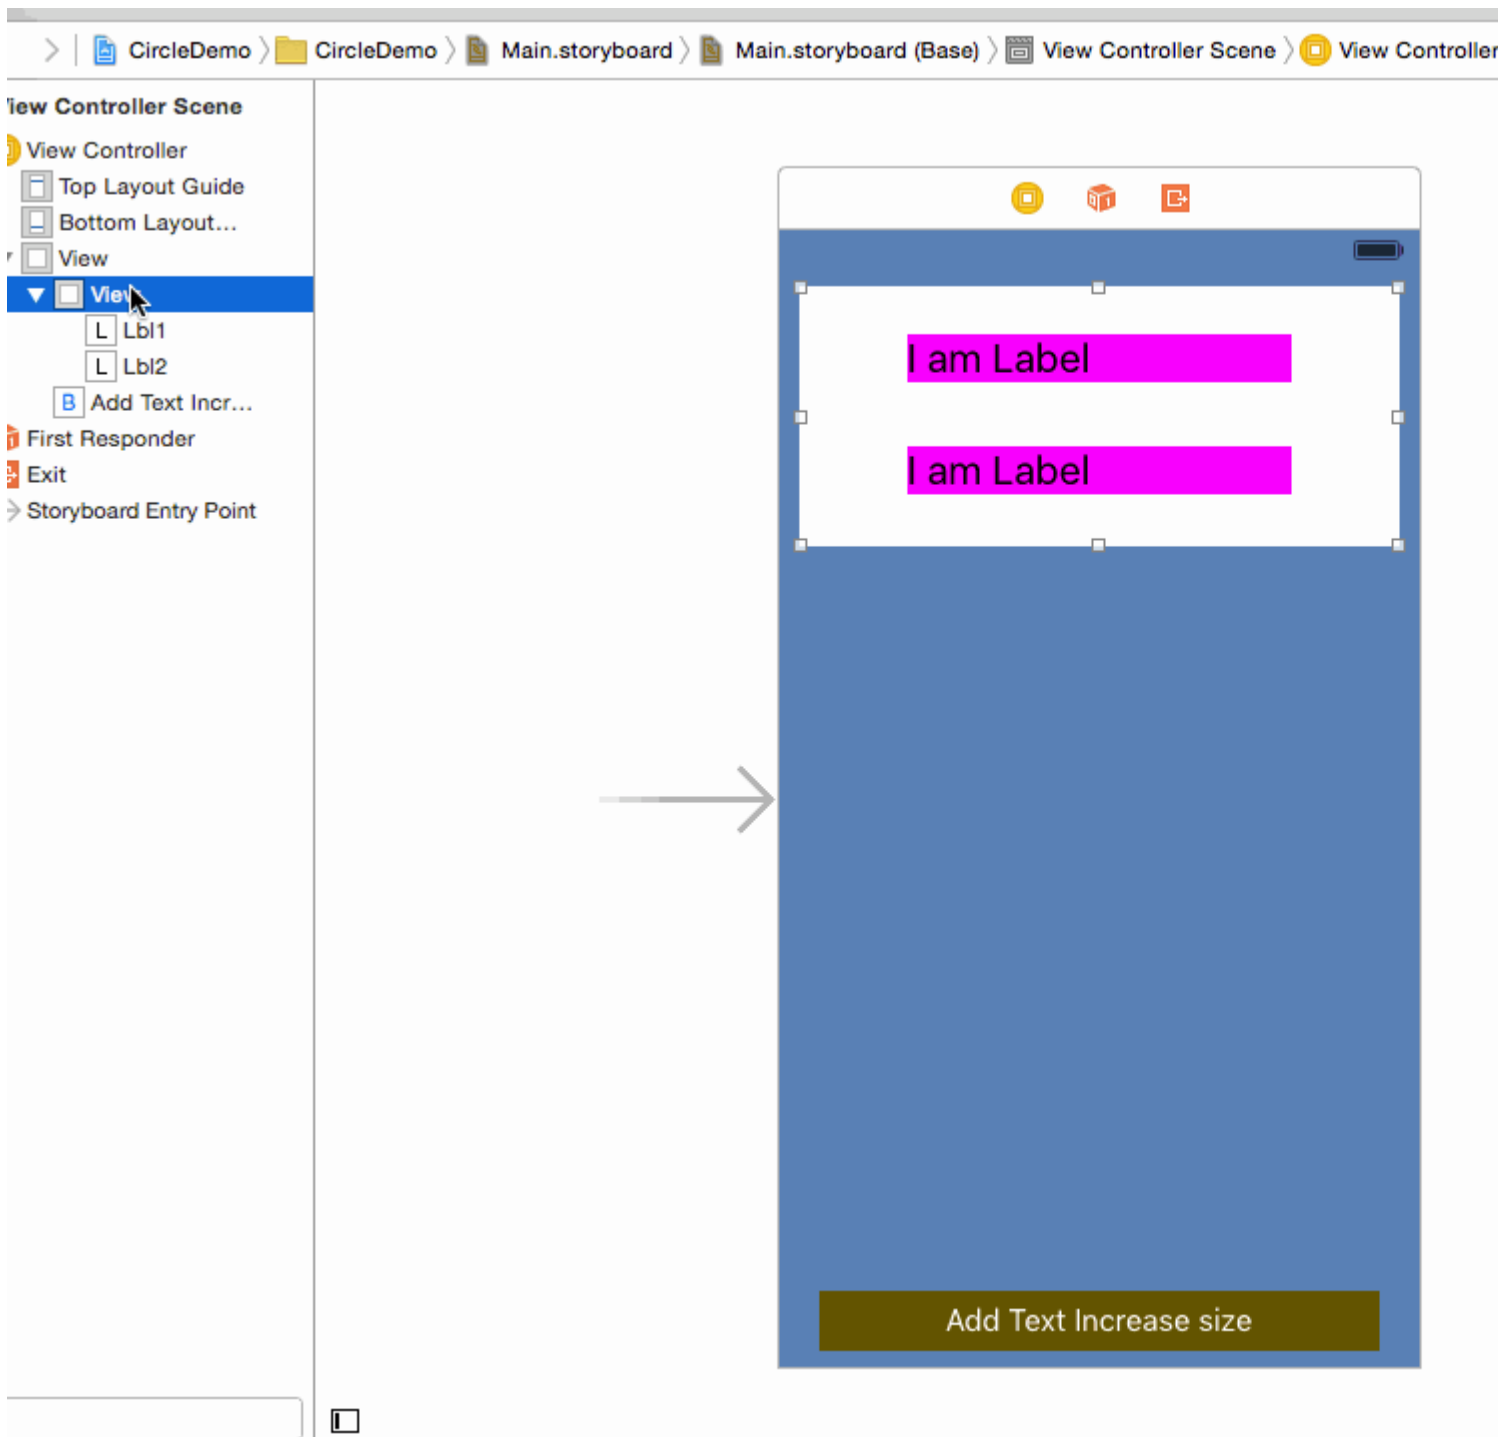 CircleDemo CircleDemo Main.storyboard Main.storyboard (Base) View Controller Scene View Controller
View Controller Scene
View Controller
Top Layout Guide
Bottom Layout...
View
View
L Lbl1
L Lbl2
B Add Text Incr...
First Responder
Exit
Storyboard Entry Point
I am Label
I am Label
Add Text Increase size